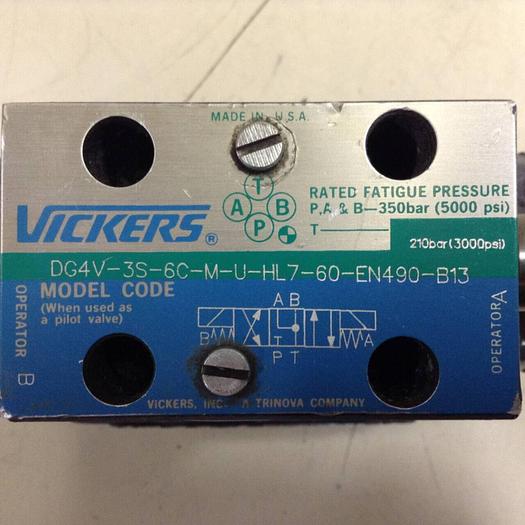 MADE IN U.S.A.
T
A B
P
VICKERS®
RATED FATIGUE PRESSURE
P,A & B—350bar (5000 psi)
T
210bar (3000psi)
DG4V-3S-6C-M-U-HL7-60-EN490-B13
MODEL CODE
(When used as
a pilot valve)
OPERATOR B
A B
B T A
P T
OPERATOR A
VICKERS, INC. A TRINOVA COMPANY